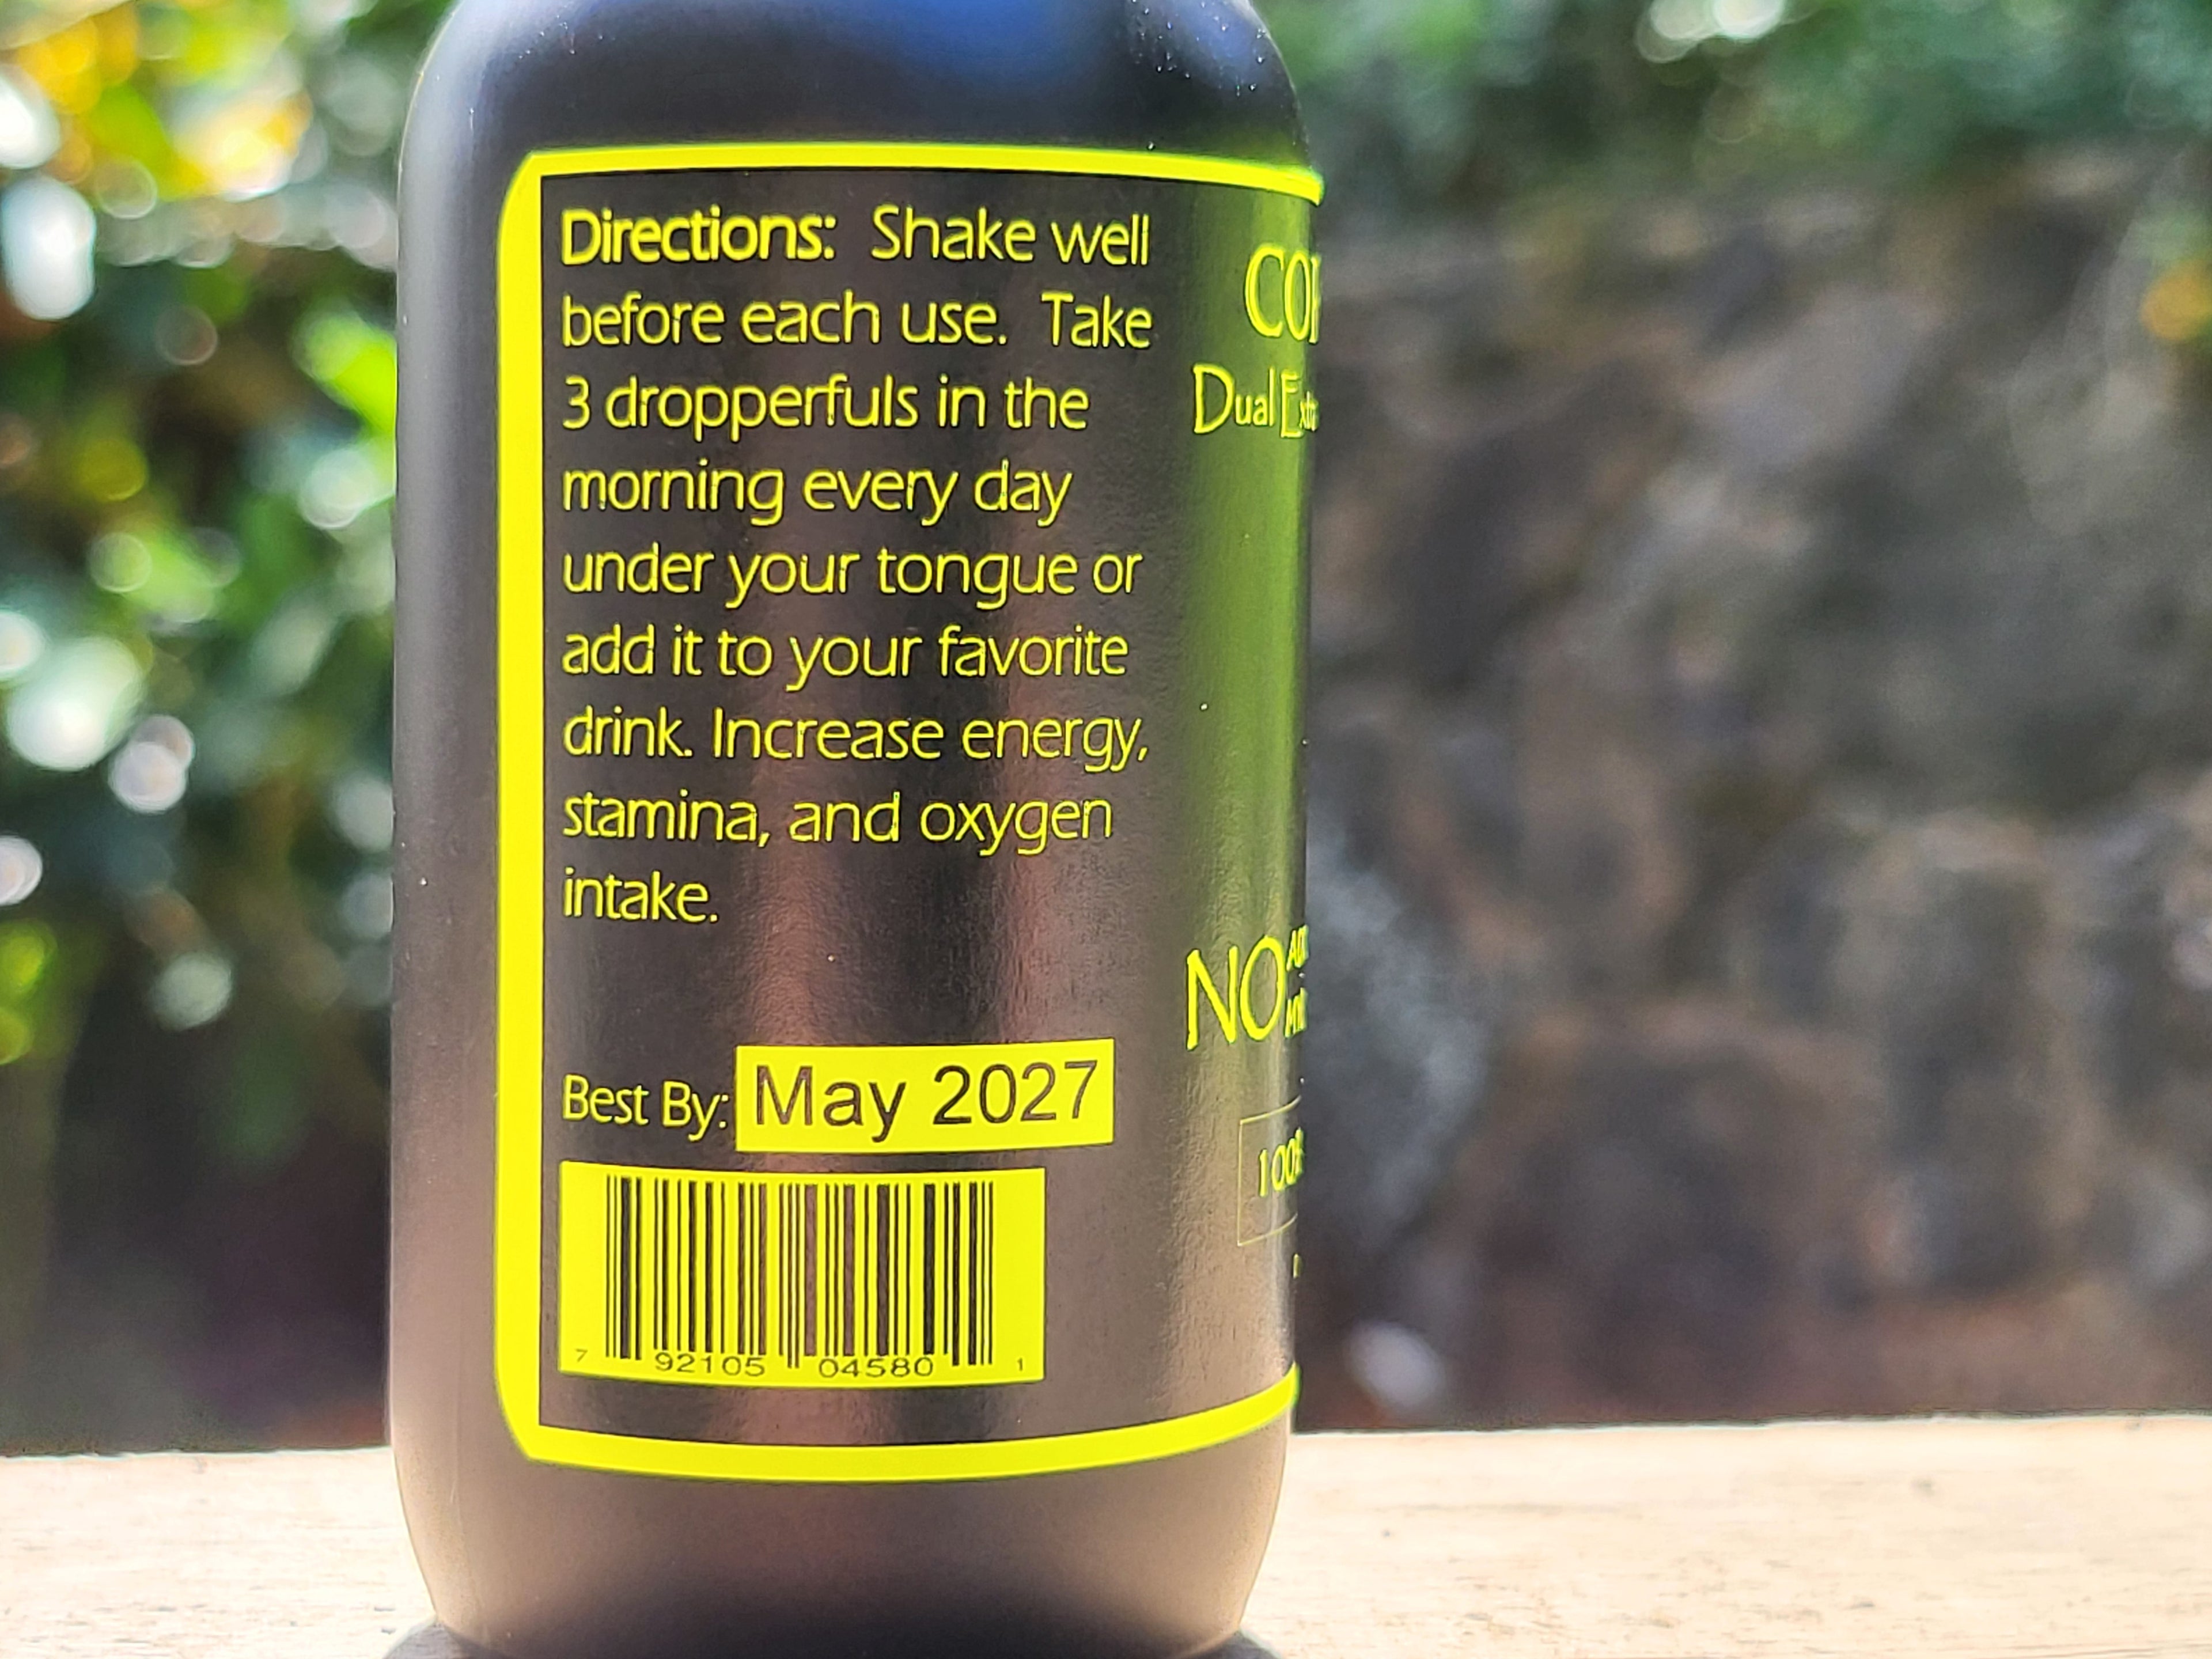 Directions: Shake well
before each use. Take
3 dropperfuls in the
morning every day
under your tongue or
add it to your favorite
drink. Increase energy,
stamina, and oxygen
intake.
Best By: May 2027
7 92105 04580 1
Dual
NO